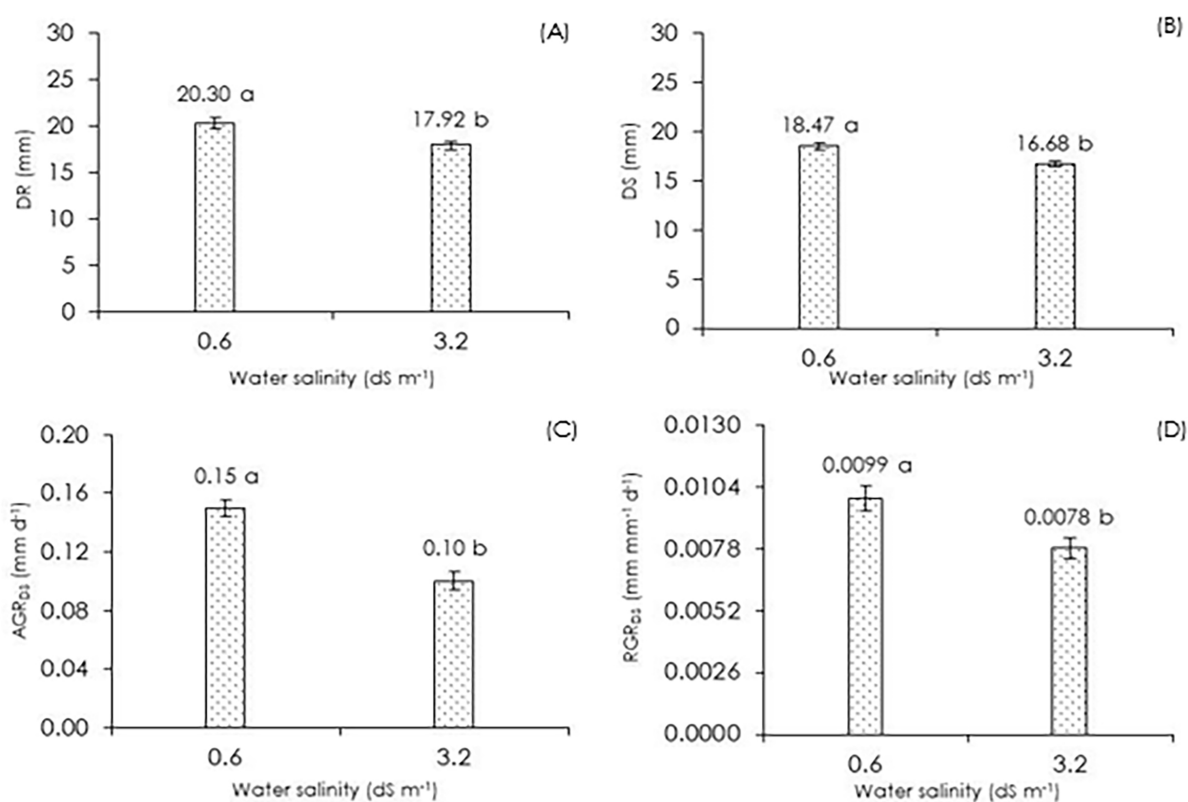 (A)
30
25
20
15
10
5
0
DR (mm)
20.30 a
17.92 b
0.6
3.2
Water salinity (dS m⁻¹)
(B)
30
25
20
15
10
5
0
DS (mm)
18.47 a
16.68 b
0.6
3.2
Water salinity (dS m⁻¹)
(C)
0.20
0.16
0.12
0.08
0.04
0.00
AGR_DS (mm d⁻¹)
0.15 a
0.10 b
0.6
3.2
Water salinity (dS m⁻¹)
(D)
0.0130
0.0104
0.0078
0.0052
0.0026
0.0000
RGR_DS (mm mm⁻¹ d⁻¹)
0.0099 a
0.0078 b
0.6
3.2
Water salinity (dS m⁻¹)